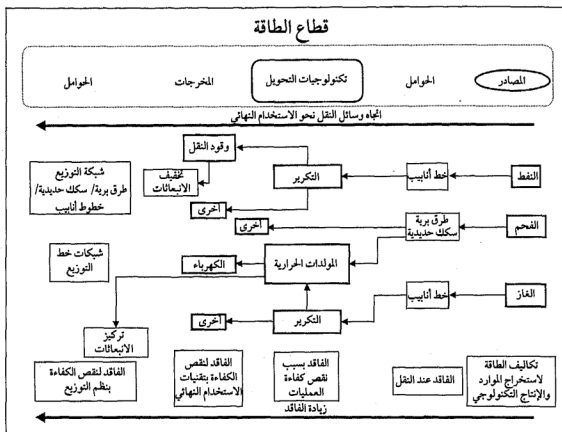 قطاع الطاقة
المصادر
الحوامل
تكنولوجيات التحويل
المخرجات
الحوامل
اتجاه وسائل النقل نحو الاستخدام النهائي
النفط
خط أنابيب
التكرير
وقود النقل
تخفيف
الانبعاثات
أخرى
شبكة التوزيع
طرق برية/ سكك حديدية/
خطوط أنابيب
الفحم
طرق برية
سكك حديدية
أخرى
المولدات الحرارية
الكهرباء
شبكات خط
التوزيع
الغاز
خط أنابيب
التكرير
أخرى
تركيز
الانبعاثات
تكاليف الطاقة
لاستخراج الموارد
والإنتاج التكنولوجي
الفاقد عند النقل
الفاقد بسبب
نقص كفاءة
العمليات
الفاقد لنقص
الكفاءة بتقنيات
الاستخدام النهائي
الفاقد لنقص الكفاءة
بنظم التوزيع
زيادة الفاقد